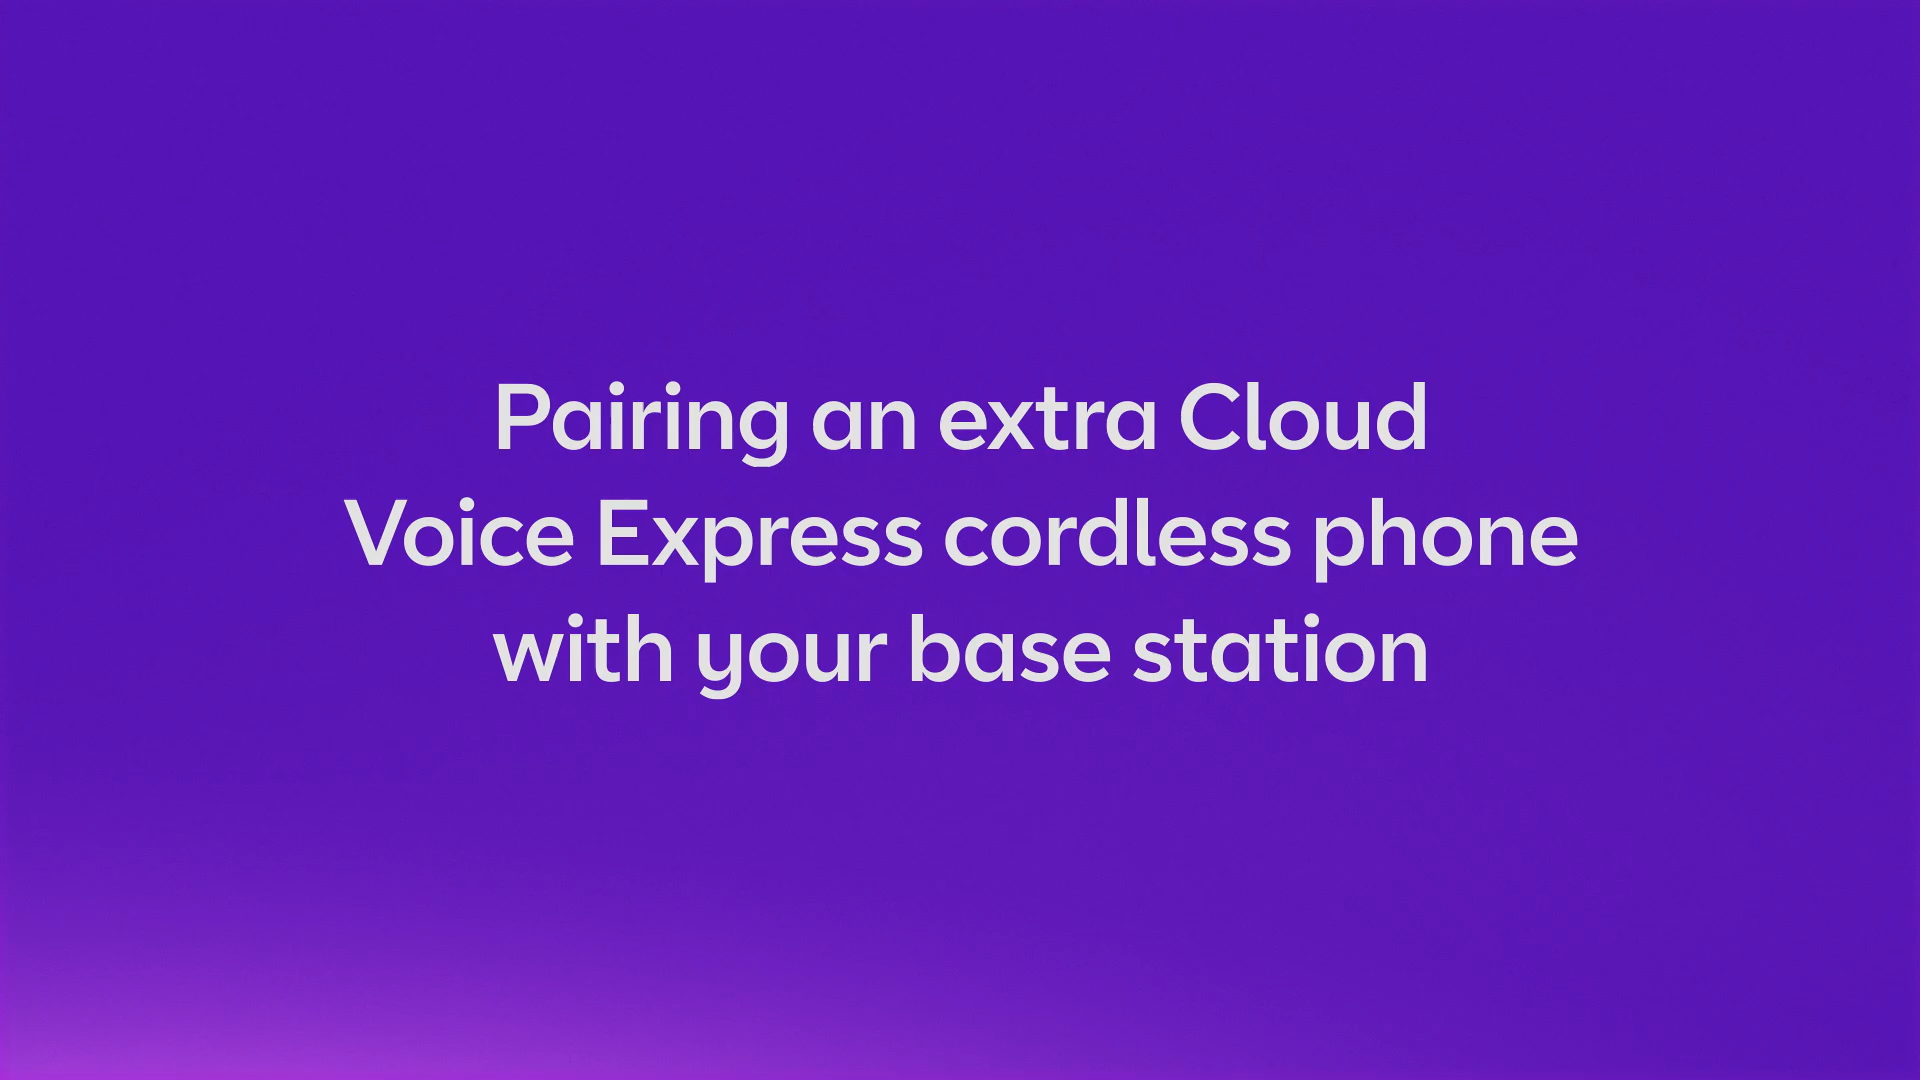 Pairing an extra Cloud
Voice Express cordless phone
with your base station